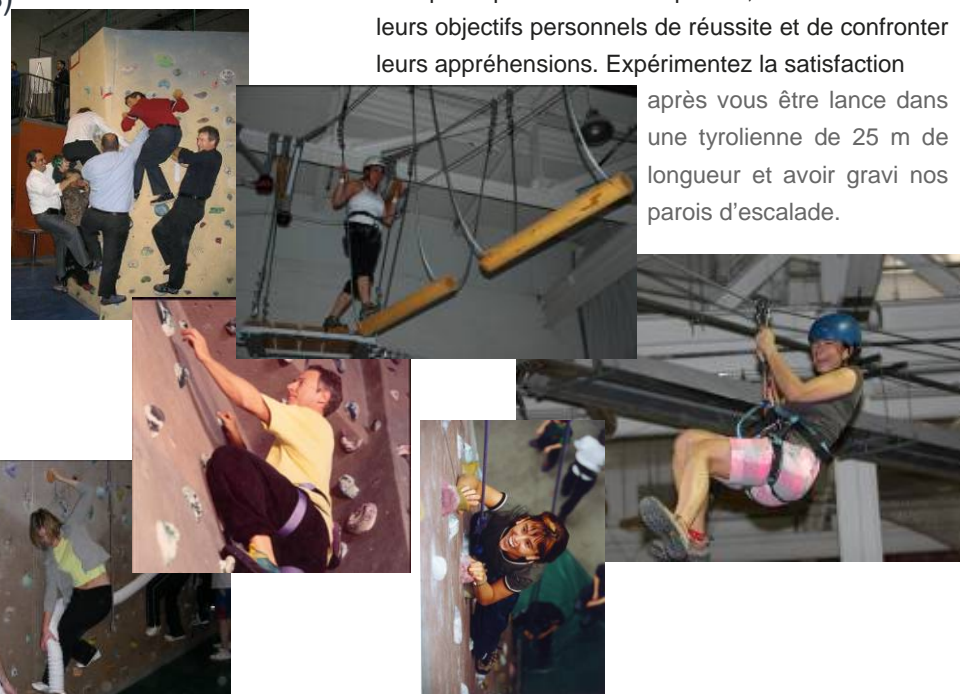 leurs objectifs personnels de réussite et de confronter
leurs appréhensions. Expérimentez la satisfaction
après vous être lance dans
une tyrolienne de 25 m de
longueur et avoir gravi nos
parois d'escalade.